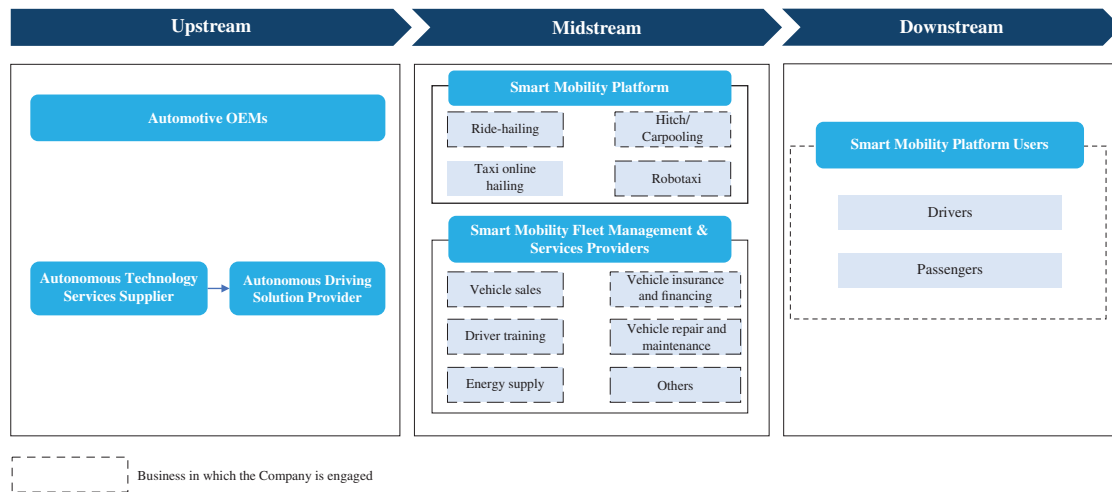 Upstream
Midstream
Downstream
Automotive OEMs
Autonomous Technology
Services Supplier
Autonomous Driving
Solution Provider
Smart Mobility Platform
Ride-hailing
Hitch/
Carpooling
Taxi online
hailing
Robotaxi
Smart Mobility Fleet Management &
Services Providers
Vehicle sales
Vehicle insurance
and financing
Driver training
Vehicle repair and
maintenance
Energy supply
Others
Smart Mobility Platform Users
Drivers
Passengers
Business in which the Company is engaged